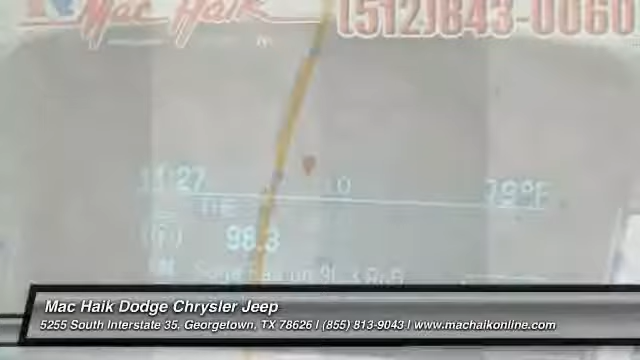 Mac Haik (512)843-0060
11:27 79°F
98.3
Mac Haik Dodge Chrysler Jeep
5255 South Interstate 35. Georgetown, TX 78626 | (855) 813-9043 | www.machaikonline.com